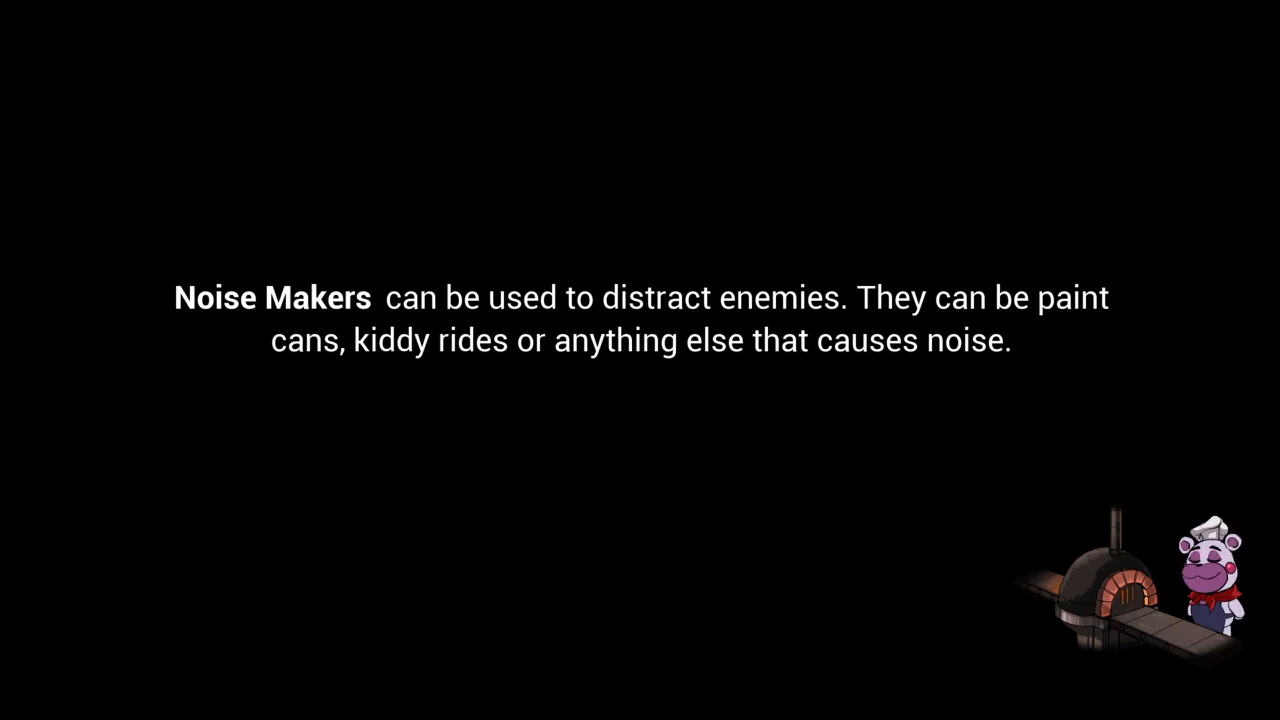 Noise Makers can be used to distract enemies. They can be paint
cans, kiddy rides or anything else that causes noise.